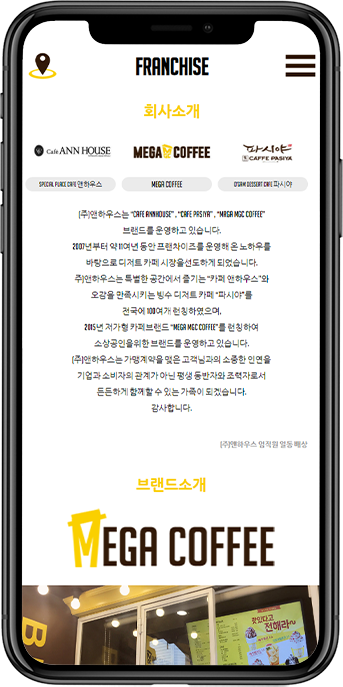 FRANCHISE
회사소개
Café ANN HOUSE
MEGA COFFEE
파시야
CAFFE PASIYA
SPECIAL PLACE CAFE 앤하우스
MEGA COFFEE
O'GAM DESSERT CAFE 파시야
(주)앤하우스는 "CAFE ANNHOUSE" , "CAFE PASIYA" , "MAGA MGC COFFEE"
브랜드를 운영하고 있습니다.
2007년부터 약 11여년 동안 프랜차이즈를 운영해 온 노하우를
바탕으로 디저트 카페 시장을선도하게 되었습니다.
주)앤하우스는 특별한 공간에서 즐기는 "카페 앤하우스"와
오감을 만족시키는 빙수 디저트 카페 "파시야"를
전국에 100여개 런칭하였으며,
2015년 저가형 카페브랜드 "MEGA MGC COFFEE"를 런칭하여
소상공인을위한 브랜드를 운영하고 있습니다.
(주)앤하우스는 가맹계약을 맺은 고객님과의 소중한 인연을
기업과 소비자의 관계가 아닌 평생 동반자와 조력자로서
든든하게 함께 할 수 있는 가족이 되겠습니다.
감사합니다.
(주)앤하우스 임직원 일동 배상
브랜드소개
MEGA COFFEE
맛있다고
전해라~